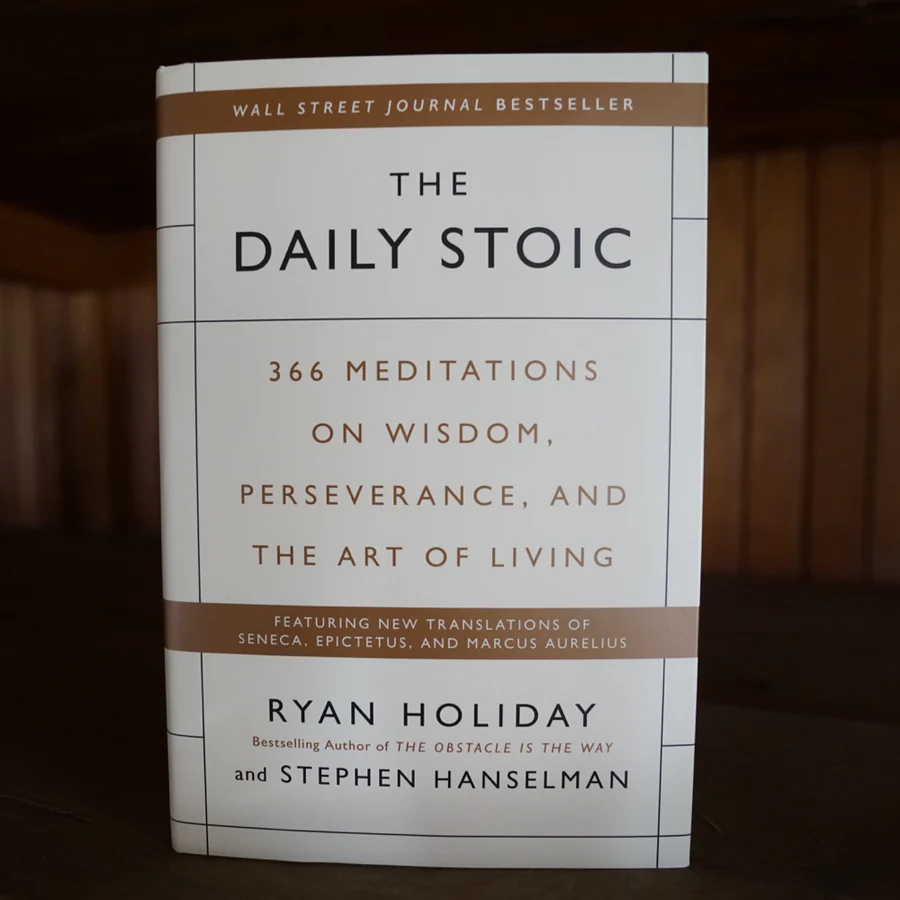 WALL STREET JOURNAL BESTSELLER
THE
DAILY STOIC
366 MEDITATIONS
ON WISDOM,
PERSEVERANCE, AND
THE ART OF LIVING
FEATURING NEW TRANSLATIONS OF
SENECA, EPICTETUS, AND MARCUS AURELIUS
RYAN HOLIDAY
Bestselling Author of THE OBSTACLE IS THE WAY
and STEPHEN HANSELMAN